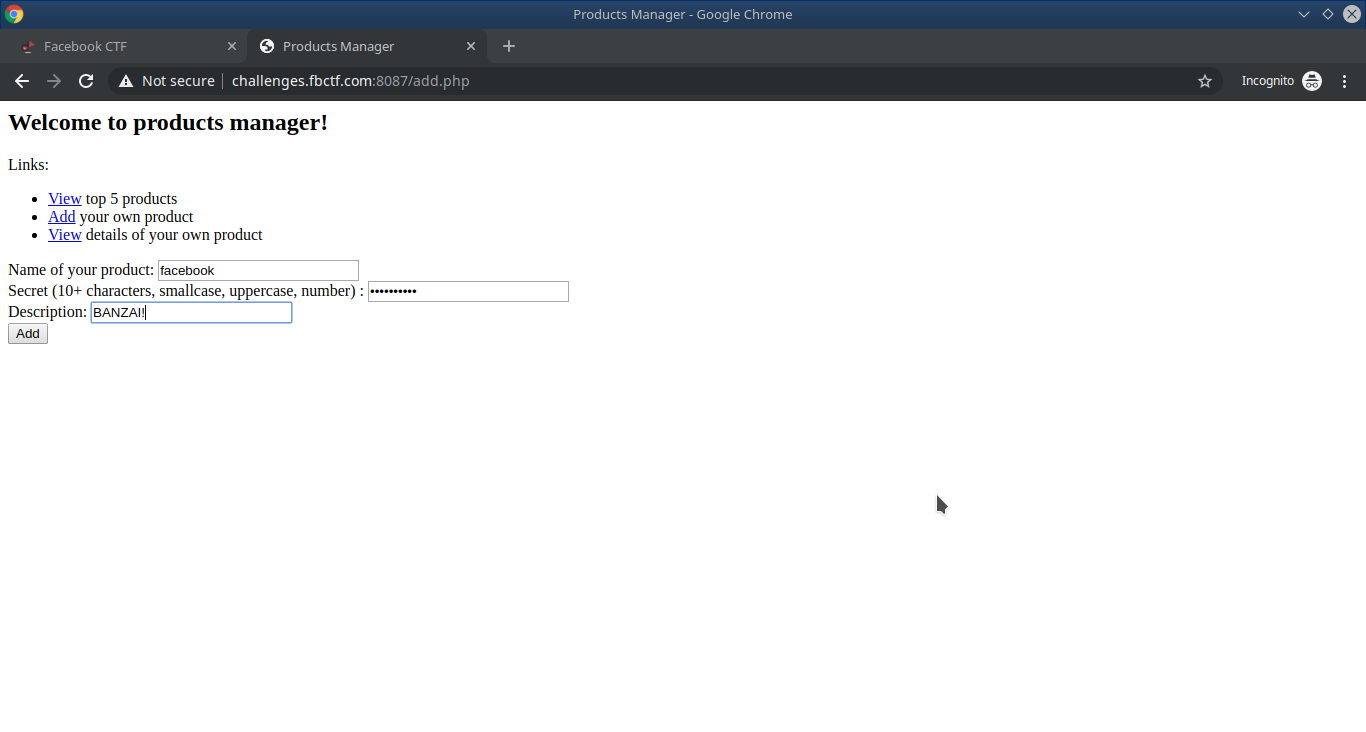 Products Manager - Google Chrome
Facebook CTF
Products Manager
Not secure challenges.fbctf.com:8087/add.php Incognito
Welcome to products manager!
Links:
View top 5 products
Add your own product
View details of your own product
Name of your product: facebook
Secret (10+ characters, smallcase, uppercase, number) : ••••••••••
Description: BANZAI!
Add